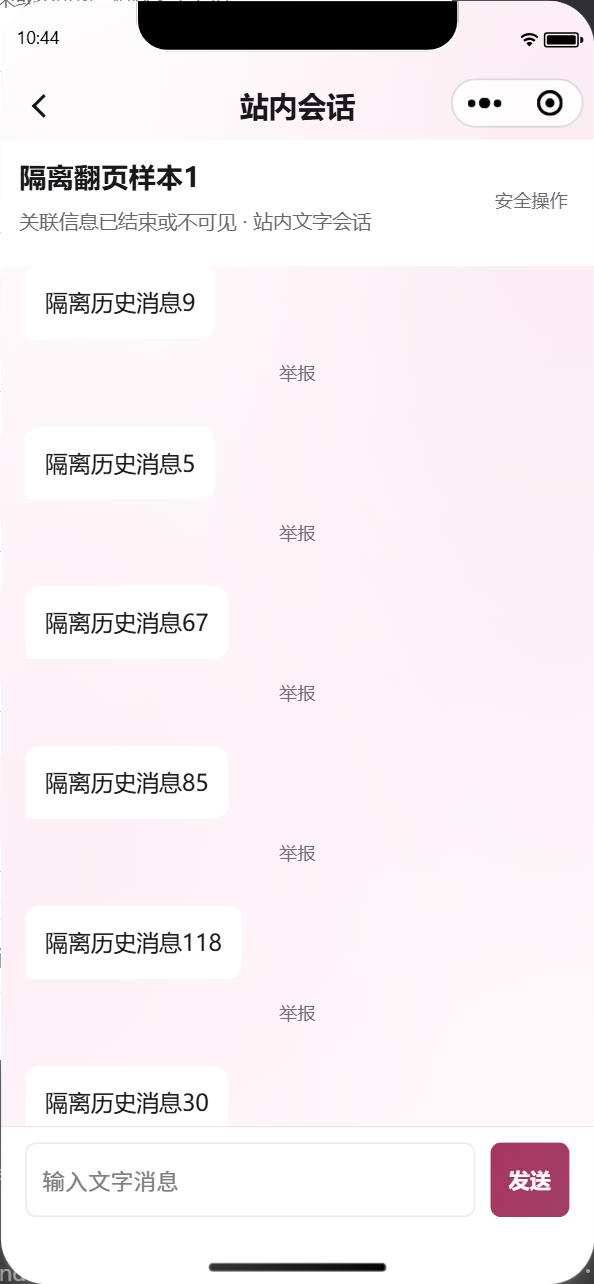 10:44
站内会话
隔离翻页样本1
关联信息已结束或不可见 · 站内文字会话
安全操作
隔离历史消息9
举报
隔离历史消息5
举报
隔离历史消息67
举报
隔离历史消息85
举报
隔离历史消息118
举报
隔离历史消息30
输入文字消息
发送